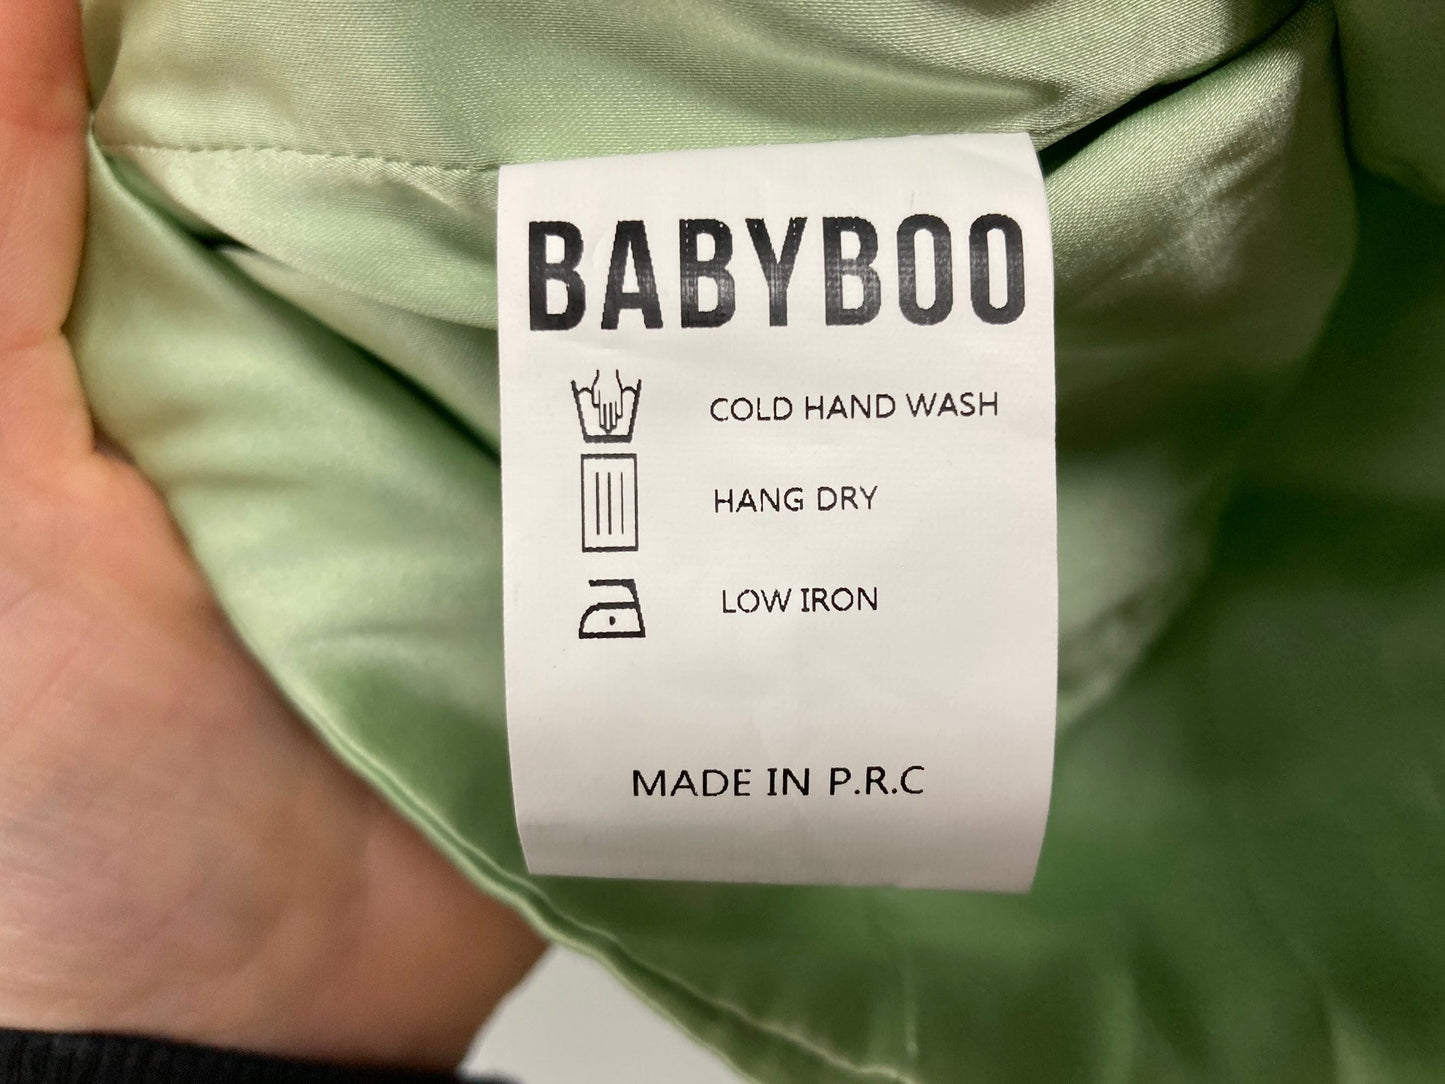 BABYBOO
COLD HAND WASH
HANG DRY
LOW IRON
MADE IN P.R.C